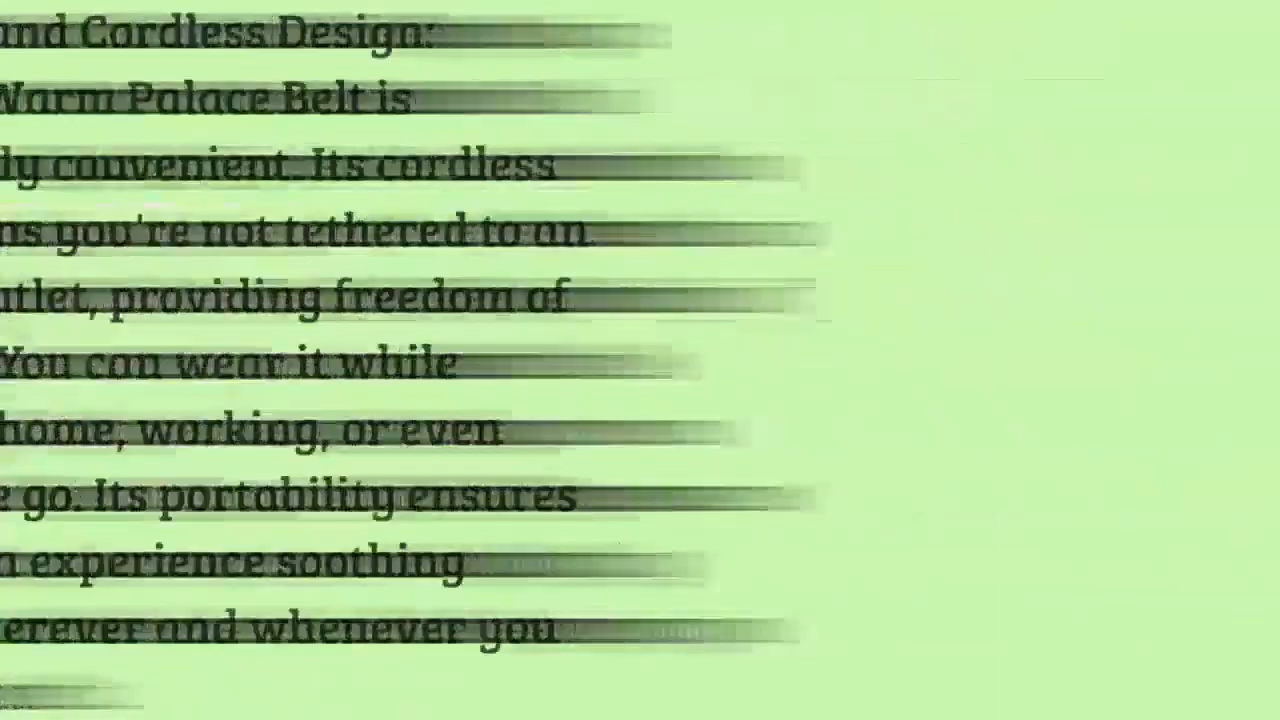 and Cordless Design:
Warm Palace Belt is
ly convenient. Its cordless
ns you're not tethered to an
utlet, providing freedom of
You can wear it while
home, working, or even
e go. Its portability ensures
n experience soothing
erever and whenever you